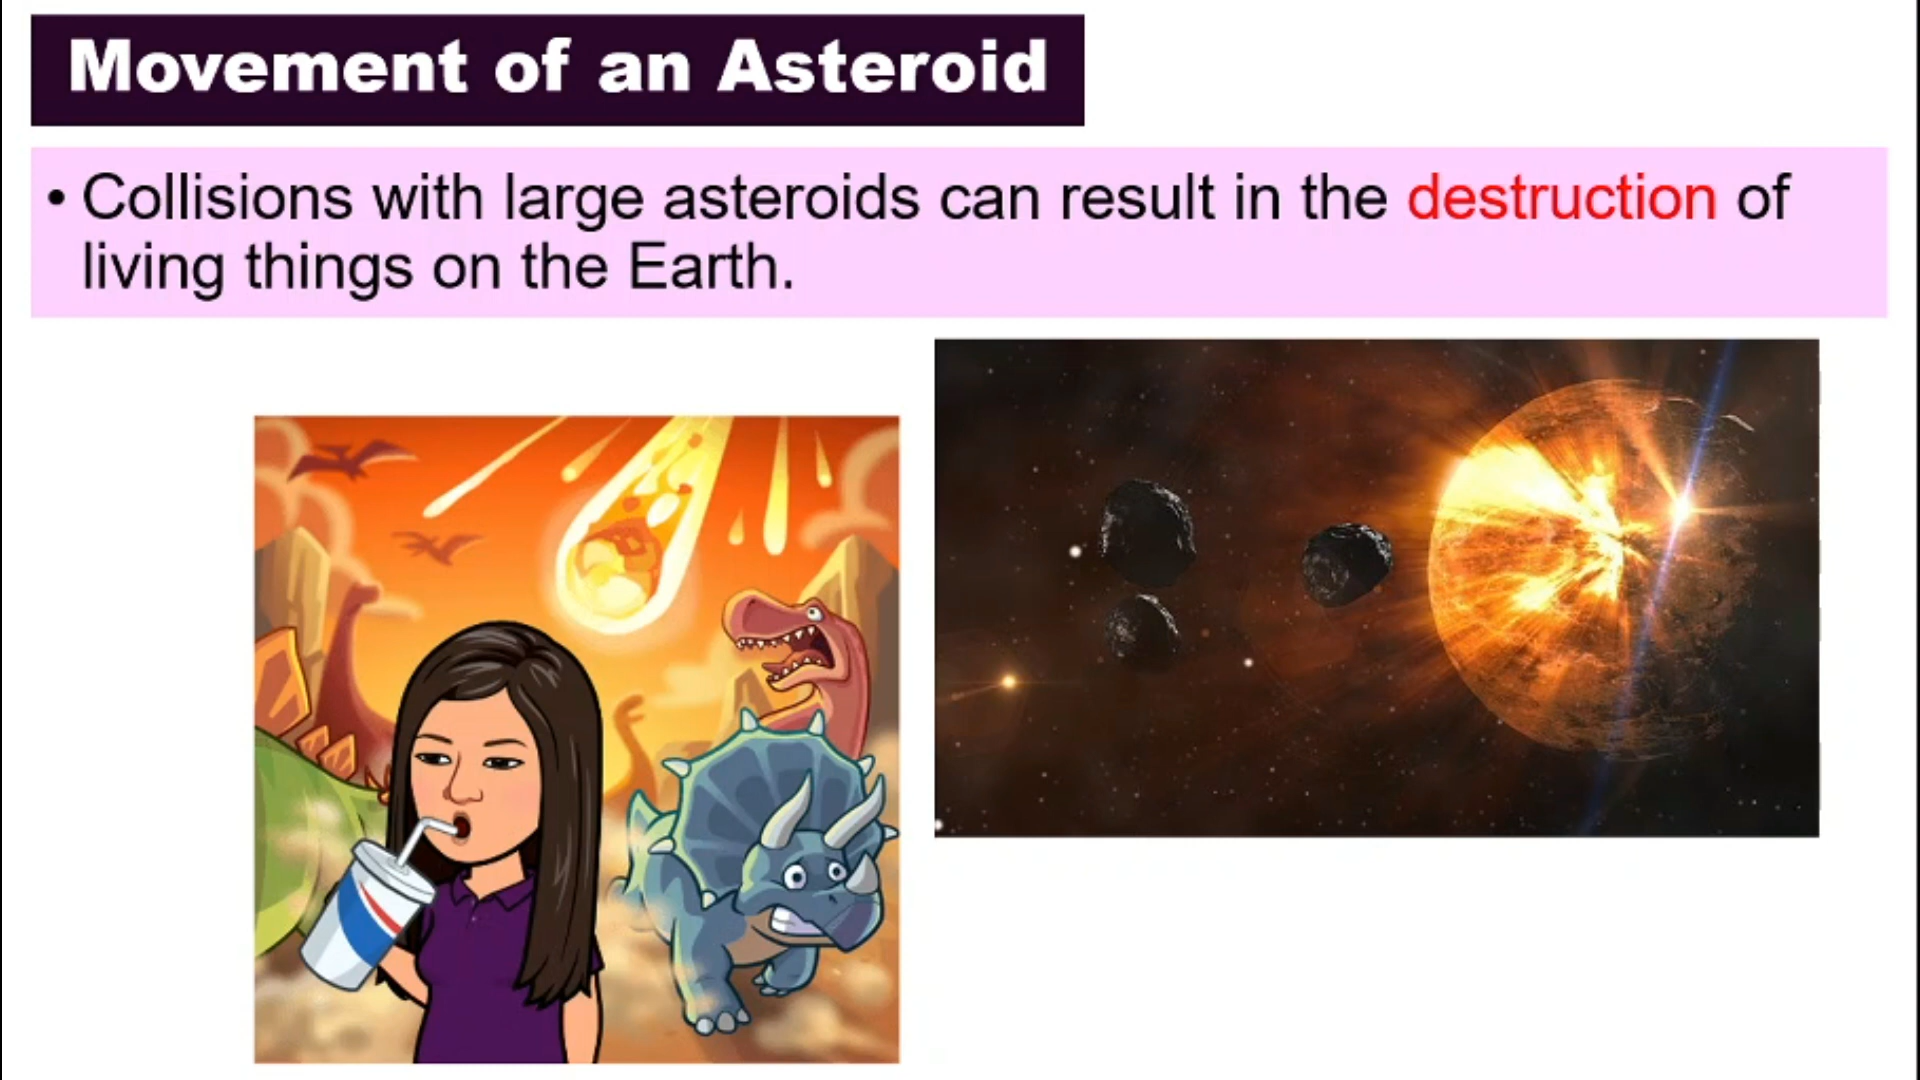 Movement of an Asteroid
• Collisions with large asteroids can result in the destruction of
living things on the Earth.